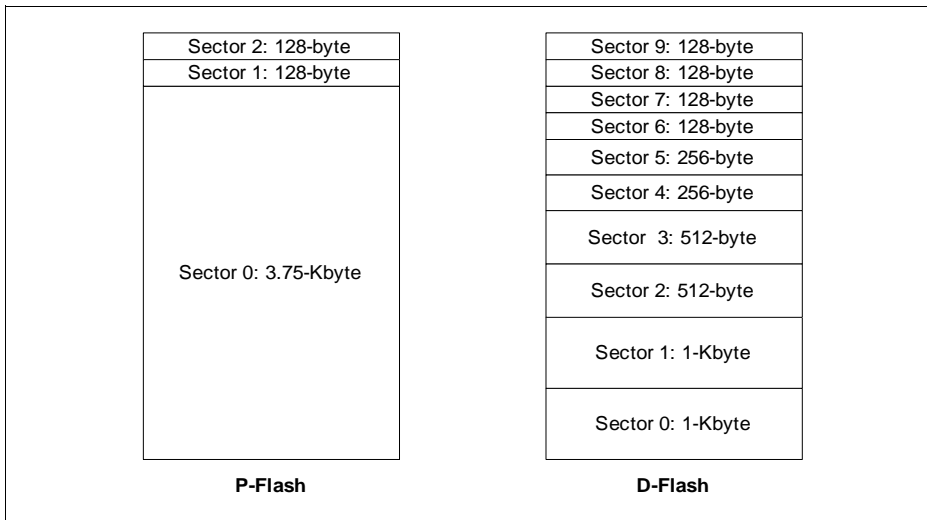 Sector 2: 128-byte
Sector 1: 128-byte
Sector 0: 3.75-Kbyte
P-Flash
Sector 9: 128-byte
Sector 8: 128-byte
Sector 7: 128-byte
Sector 6: 128-byte
Sector 5: 256-byte
Sector 4: 256-byte
Sector 3: 512-byte
Sector 2: 512-byte
Sector 1: 1-Kbyte
Sector 0: 1-Kbyte
D-Flash